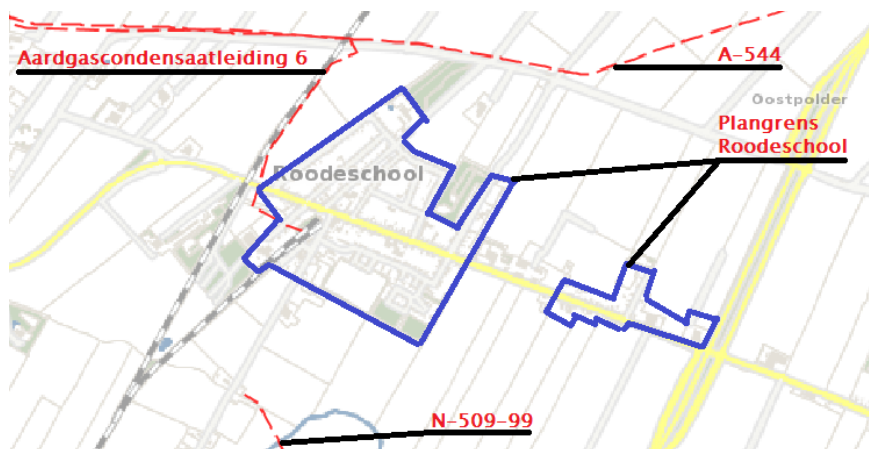 Aardgascondensaatleiding 6
A-544
Oostpolder
Plangrens
Roodeschool
Roodeschool
N-509-99